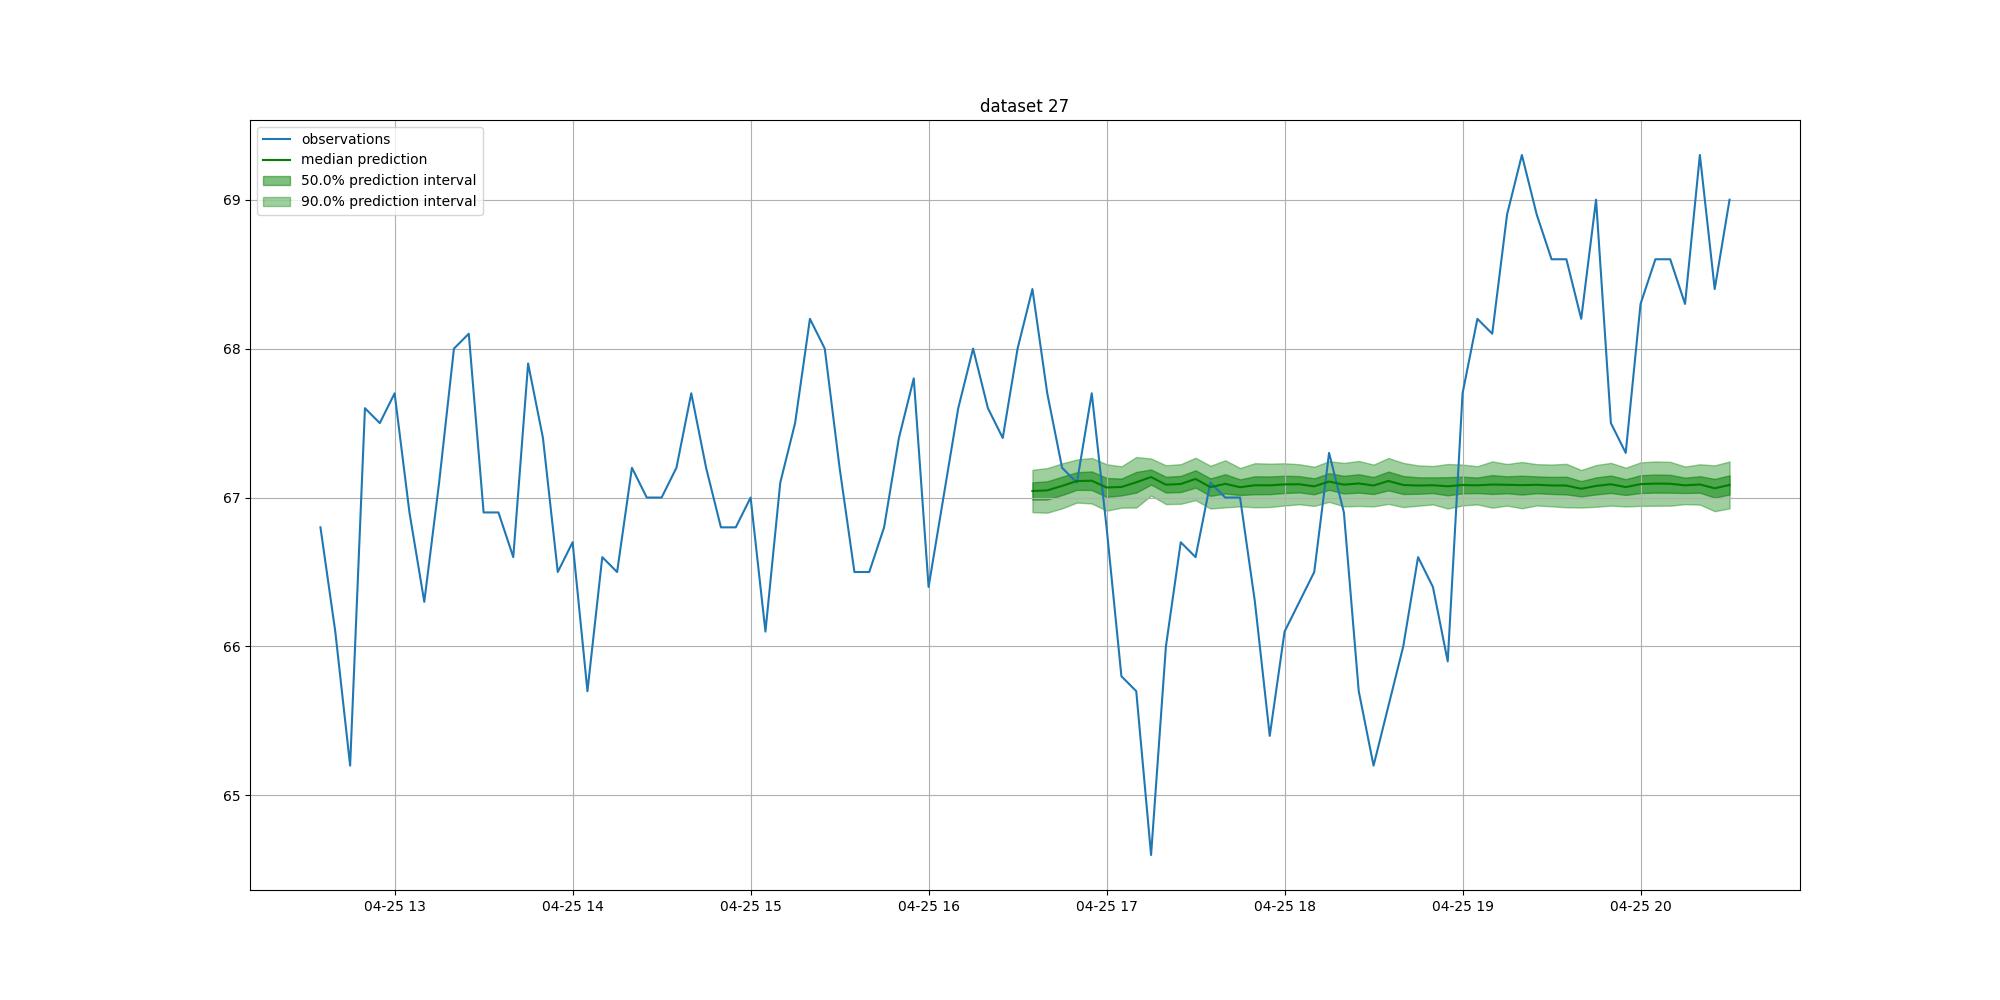 dataset 27
observations
median prediction
50.0% prediction interval
90.0% prediction interval
69
68
67
66
65
04-25 13
04-25 14
04-25 15
04-25 16
04-25 17
04-25 18
04-25 19
04-25 20